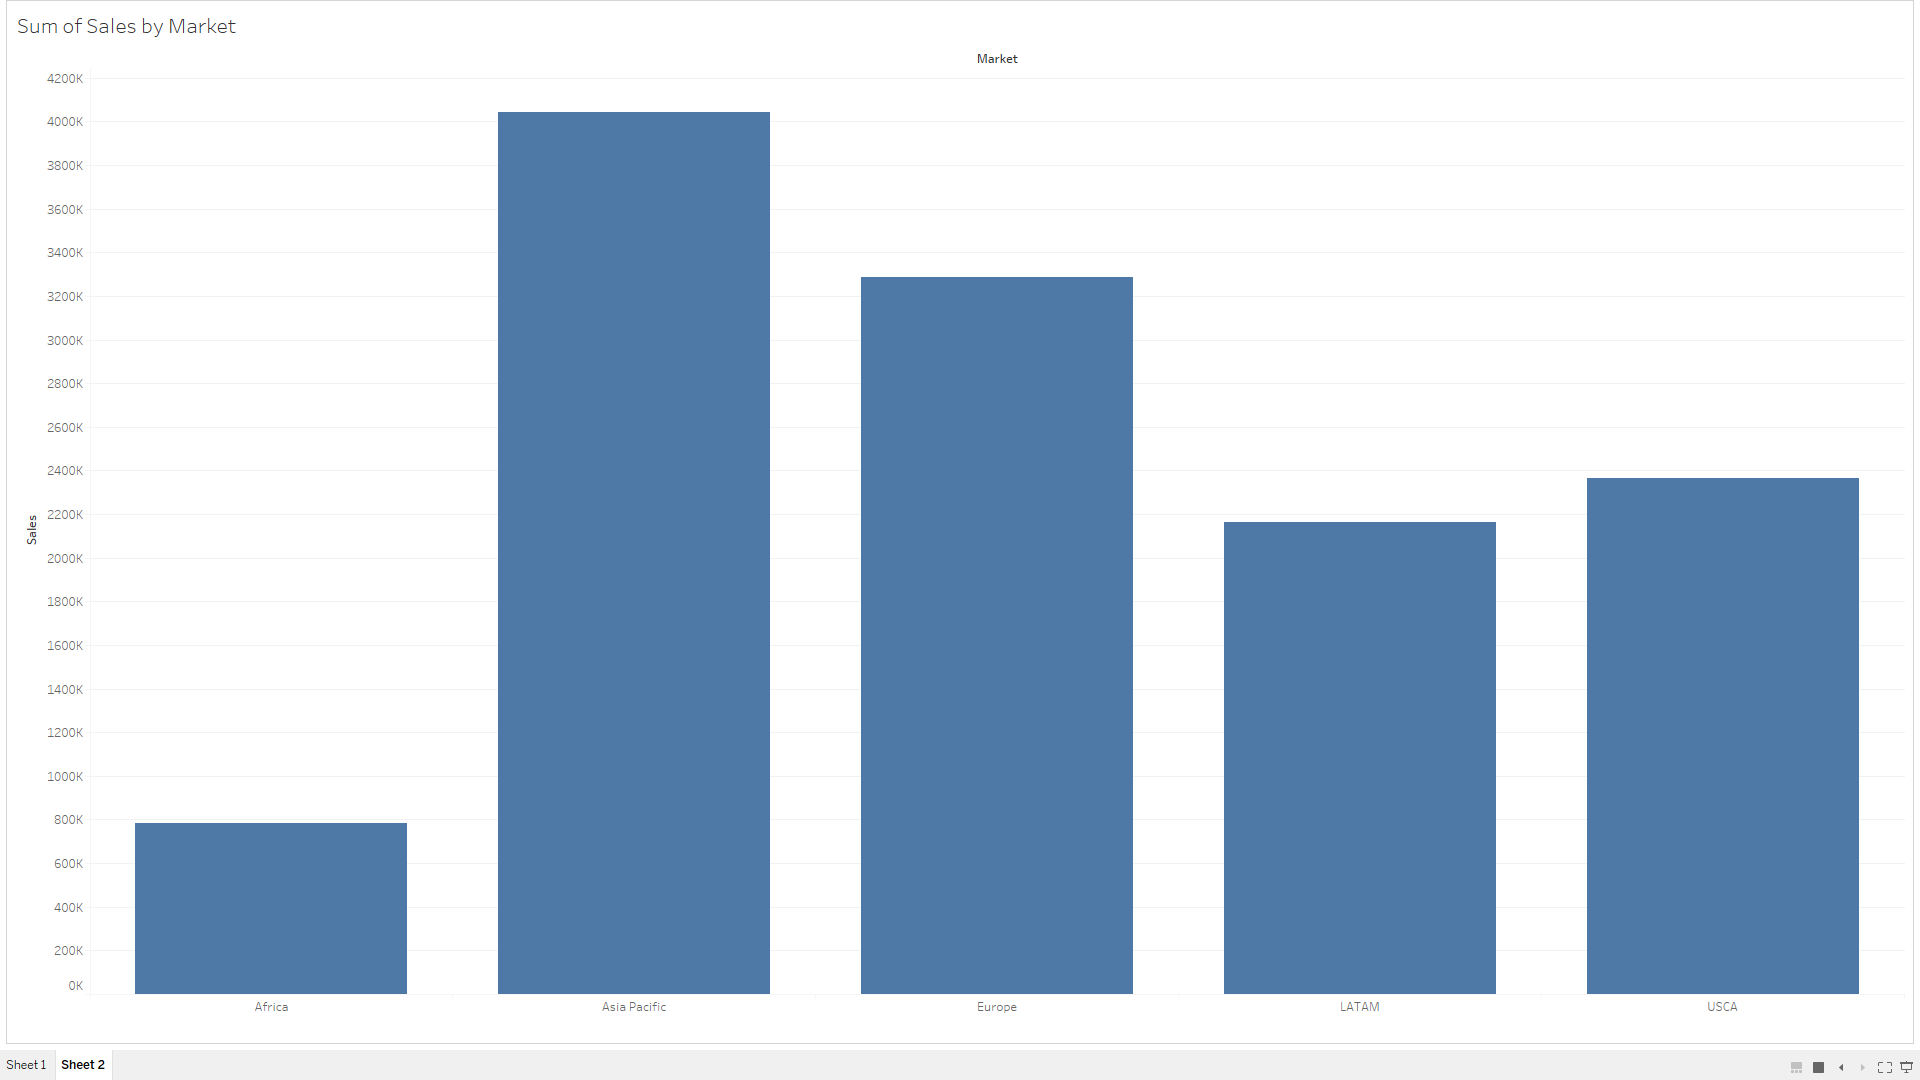 Sum of Sales by Market
Market
4200K
4000K
3800K
3600K
3400K
3200K
3000K
2800K
2600K
2400K
2200K
2000K
1800K
1600K
1400K
1200K
1000K
800K
600K
400K
200K
0K
Sales
Africa Asia Pacific Europe LATAM USCA
Sheet 1 Sheet 2